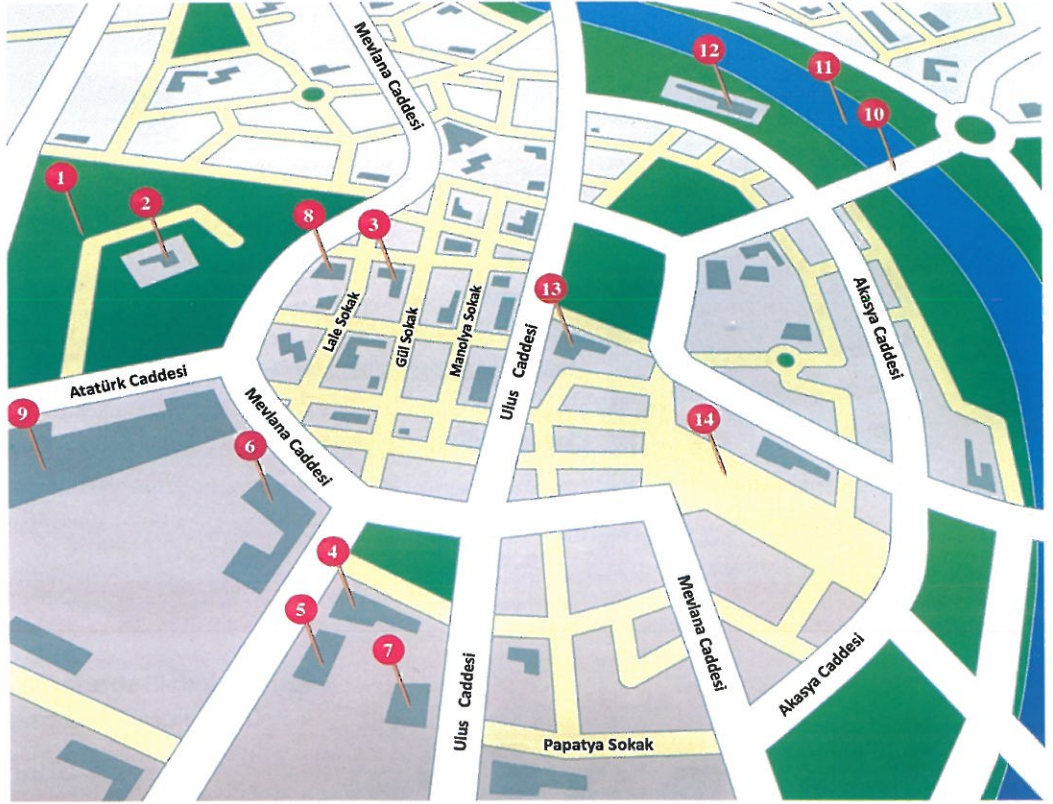 Mevlana Caddesi
12
11
10
1
2
8
3
13
Lale Sokak
Gül Sokak
Manolya Sokak
Ulus Caddesi
Akasya Caddesi
Atatürk Caddesi
9
Mevlana Caddesi
6
14
4
5
7
Mevlana Caddesi
Ulus Caddesi
Akasya Caddesi
Papatya Sokak